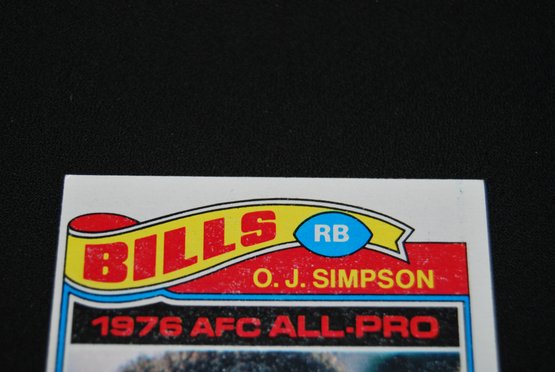 BILLS RB
O. J. SIMPSON
1976 AFC ALL-PRO